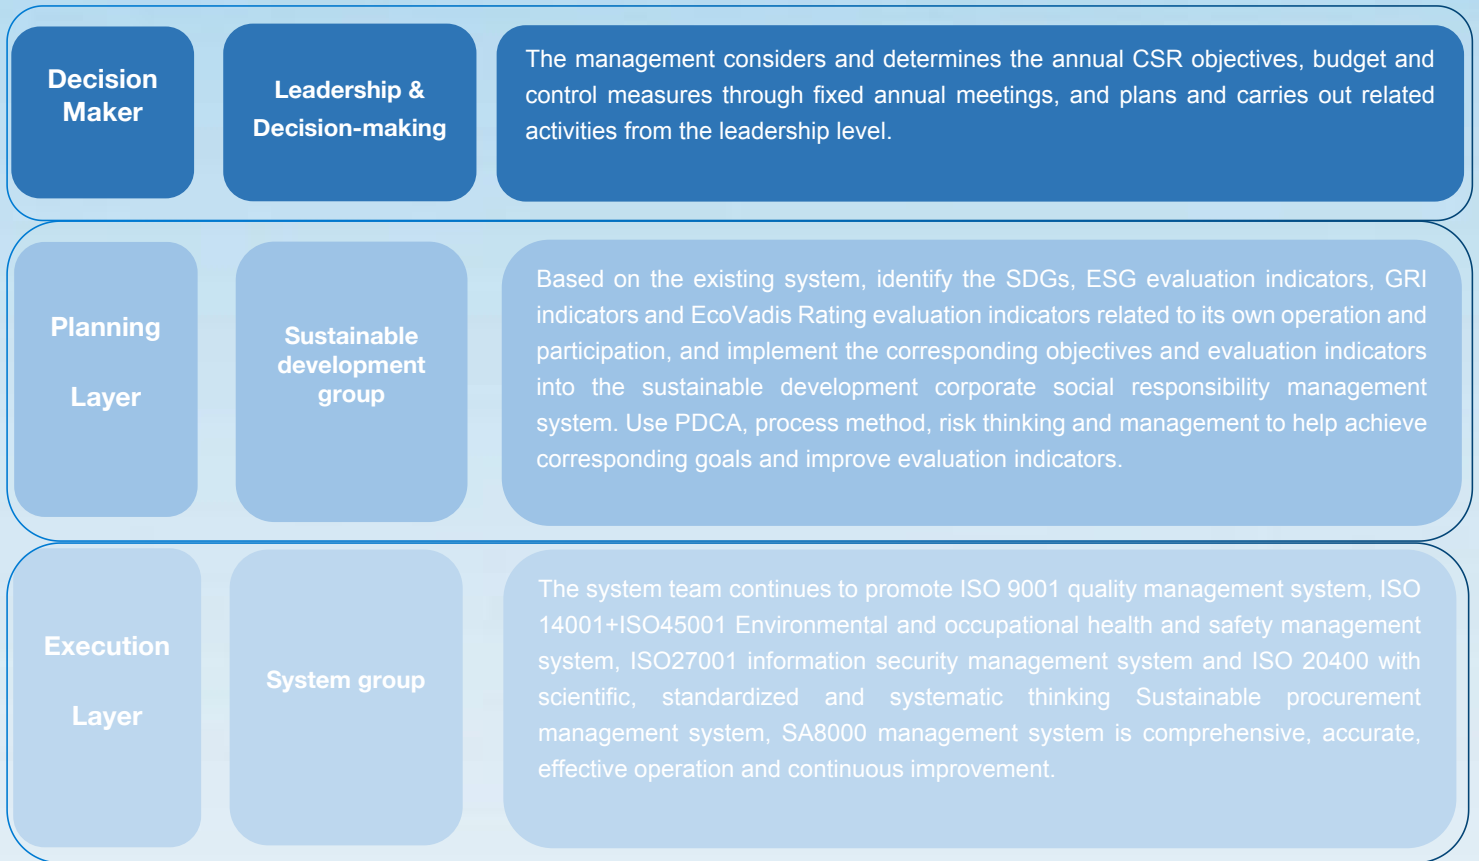 Decision
Maker
Leadership &
Decision-making
The management considers and determines the annual CSR objectives, budget and
control measures through fixed annual meetings, and plans and carries out related
activities from the leadership level.
Planning
Layer
Sustainable
development
group
Based on the existing system, identify the SDGs, ESG evaluation indicators, GRI
indicators and EcoVadis Rating evaluation indicators related to its own operation and
participation, and implement the corresponding objectives and evaluation indicators
into the sustainable development corporate social responsibility management
system. Use PDCA, process method, risk thinking and management to help achieve
corresponding goals and improve evaluation indicators.
Execution
Layer
System group
The system team continues to promote ISO 9001 quality management system, ISO
14001+ISO45001 Environmental and occupational health and safety management
system, ISO27001 information security management system and ISO 20400 with
scientific, standardized and systematic thinking Sustainable procurement
management system, SA8000 management system is comprehensive, accurate,
effective operation and continuous improvement.